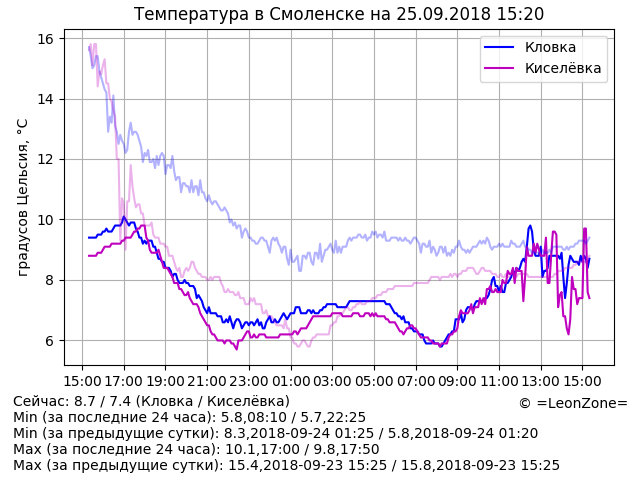 Температура в Смоленске на 25.09.2018 15:20
Кловка
Киселёвка
градусов Цельсия, °C
16
14
12
10
8
6
15:00 17:00 19:00 21:00 23:00 01:00 03:00 05:00 07:00 09:00 11:00 13:00 15:00
Сейчас: 8.7 / 7.4 (Кловка / Киселёвка)
© =LeonZone=
Min (за последние 24 часа): 5.8,08:10 / 5.7,22:25
Min (за предыдущие сутки): 8.3,2018-09-24 01:25 / 5.8,2018-09-24 01:20
Max (за последние 24 часа): 10.1,17:00 / 9.8,17:50
Max (за предыдущие сутки): 15.4,2018-09-23 15:25 / 15.8,2018-09-23 15:25